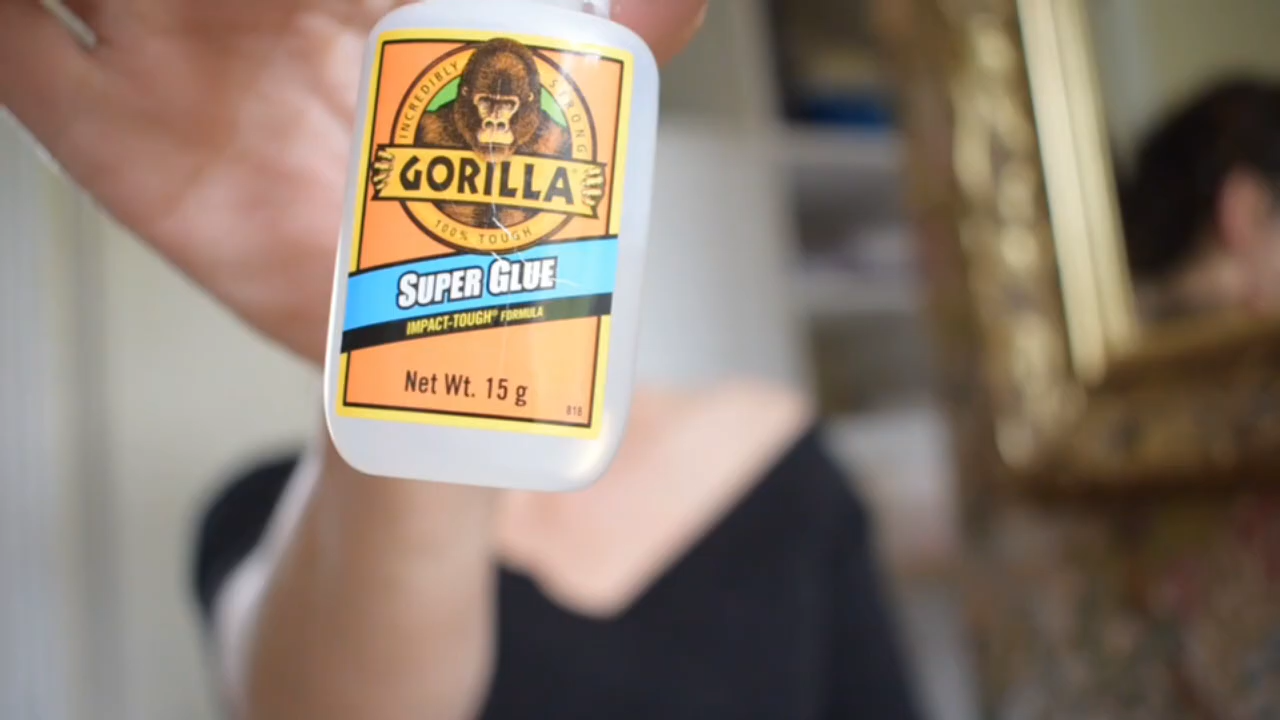 INCREDIBLY STRONG
GORILLA
100% TOUGH
SUPER GLUE
IMPACT-TOUGH® FORMULA
Net Wt. 15 g
818